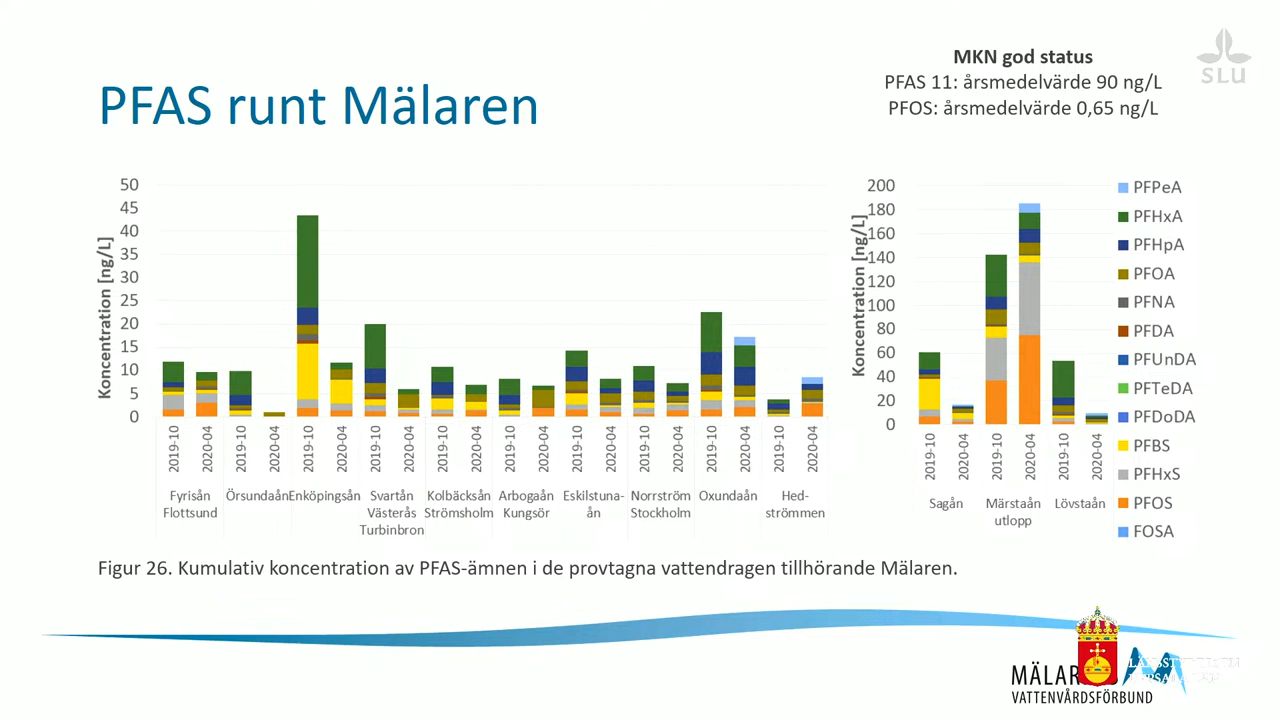 MKN god status
PFAS 11: årsmedelvärde 90 ng/L
PFOS: årsmedelvärde 0,65 ng/L
SLU
PFAS runt Mälaren
Koncentration [ng/L]
50
45
40
35
30
25
20
15
10
5
0
2019-10 2020-04 2019-10 2020-04 2019-10 2020-04 2019-10 2020-04 2019-10 2020-04 2019-10 2020-04 2019-10 2020-04 2019-10 2020-04 2019-10 2020-04 2019-10 2020-04
Fyrisån Örsundaån Enköpingsån Svartån Kolbäcksån Arbogaån Eskilstuna- Norrström Oxundaån Hed-
Flottsund Västerås Strömsholm Kungsör ån Stockholm strömmen
Turbinbron
Koncentration [ng/L]
200
180
160
140
120
100
80
60
40
20
0
2019-10 2020-04 2019-10 2020-04 2019-10 2020-04
Sagån Märstaån Lövstaån
utlopp
PFPeA
PFHxA
PFHpA
PFOA
PFNA
PFDA
PFUnDA
PFTeDA
PFDoDA
PFBS
PFHxS
PFOS
FOSA
Figur 26. Kumulativ koncentration av PFAS-ämnen i de provtagna vattendragen tillhörande Mälaren.
VATTENVÅRDSFÖRBUND